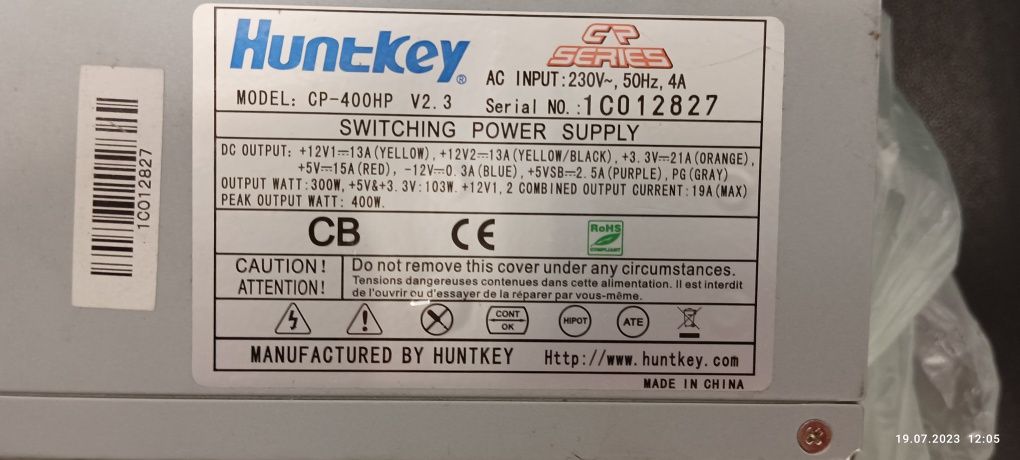 Huntkey®
CP
SERIES
AC INPUT:230V~, 50Hz, 4A
MODEL: CP-400HP V2.3
Serial NO.:1C012827
SWITCHING POWER SUPPLY
DC OUTPUT: +12V1⎓13A(YELLOW), +12V2⎓13A(YELLOW/BLACK), +3.3V⎓21A(ORANGE),
+5V⎓15A(RED), -12V⎓0.3A(BLUE), +5VSB⎓2.5A(PURPLE), PG(GRAY)
OUTPUT WATT:300W, +5V&+3.3V:103W. +12V1,2 COMBINED OUTPUT CURRENT:19A(MAX)
PEAK OUTPUT WATT: 400W.
CB
CE
RoHS
COMPLIANT
CAUTION!
ATTENTION!
Do not remove this cover under any circumstances.
Tensions dangereuses contenues dans cette alimentation. Il est interdit
de l'ouvrir ou d'essayer de la réparer par vous-même.
CONT
OK
HIPOT
ATE
MANUFACTURED BY HUNTKEY
Http://www.huntkey.com
MADE IN CHINA
1C012827
19.07.2023 12:05